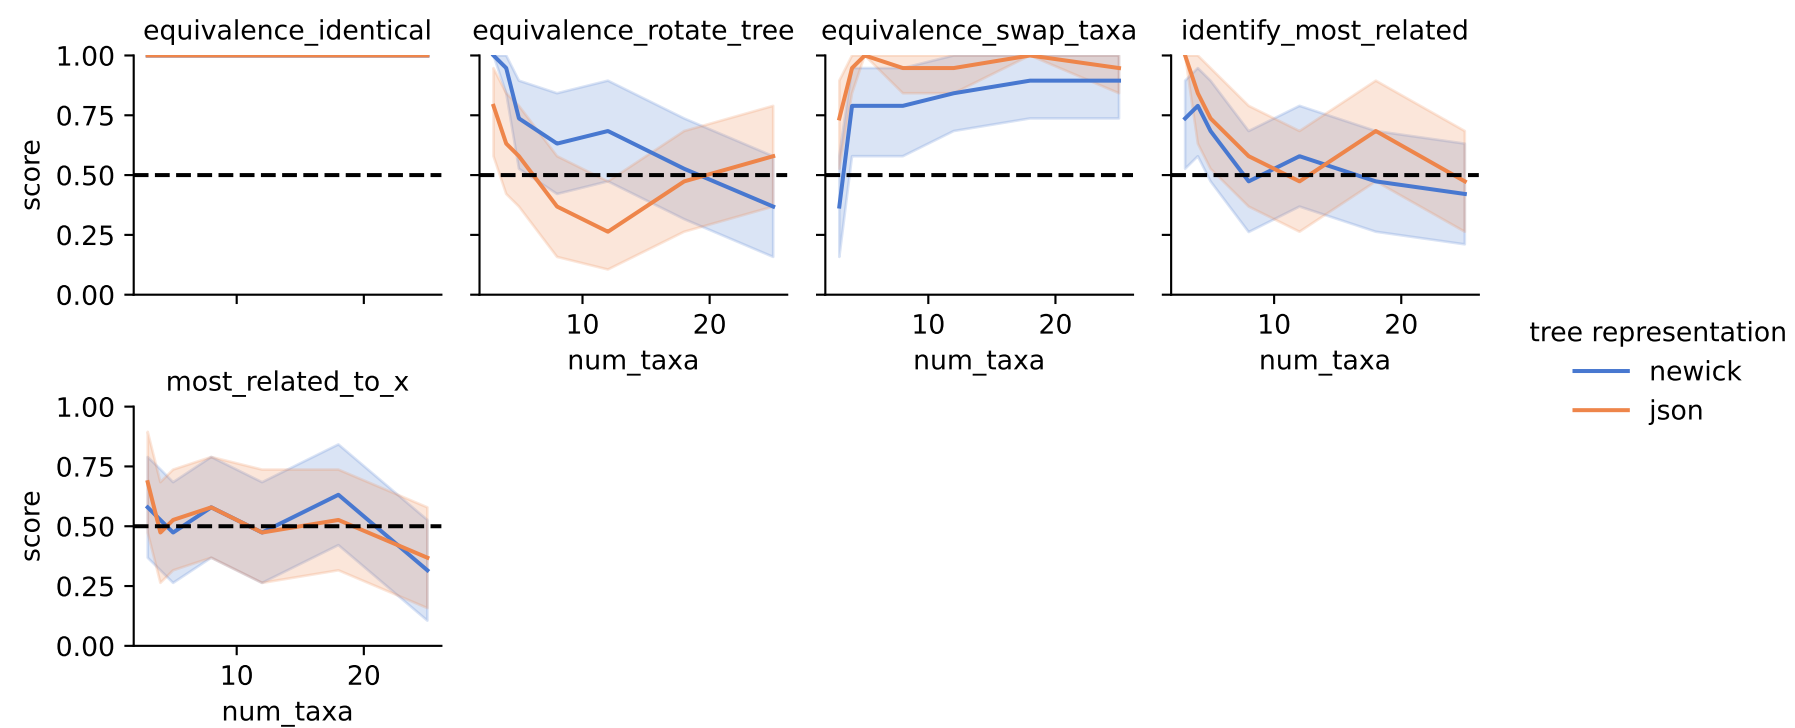 equivalence_identical
equivalence_rotate_tree
equivalence_swap_taxa
identify_most_related
1.00
0.75
0.50
0.25
0.00
score
10
20
num_taxa
10
20
num_taxa
10
20
num_taxa
tree representation
newick
json
most_related_to_x
1.00
0.75
0.50
0.25
0.00
score
10
20
num_taxa